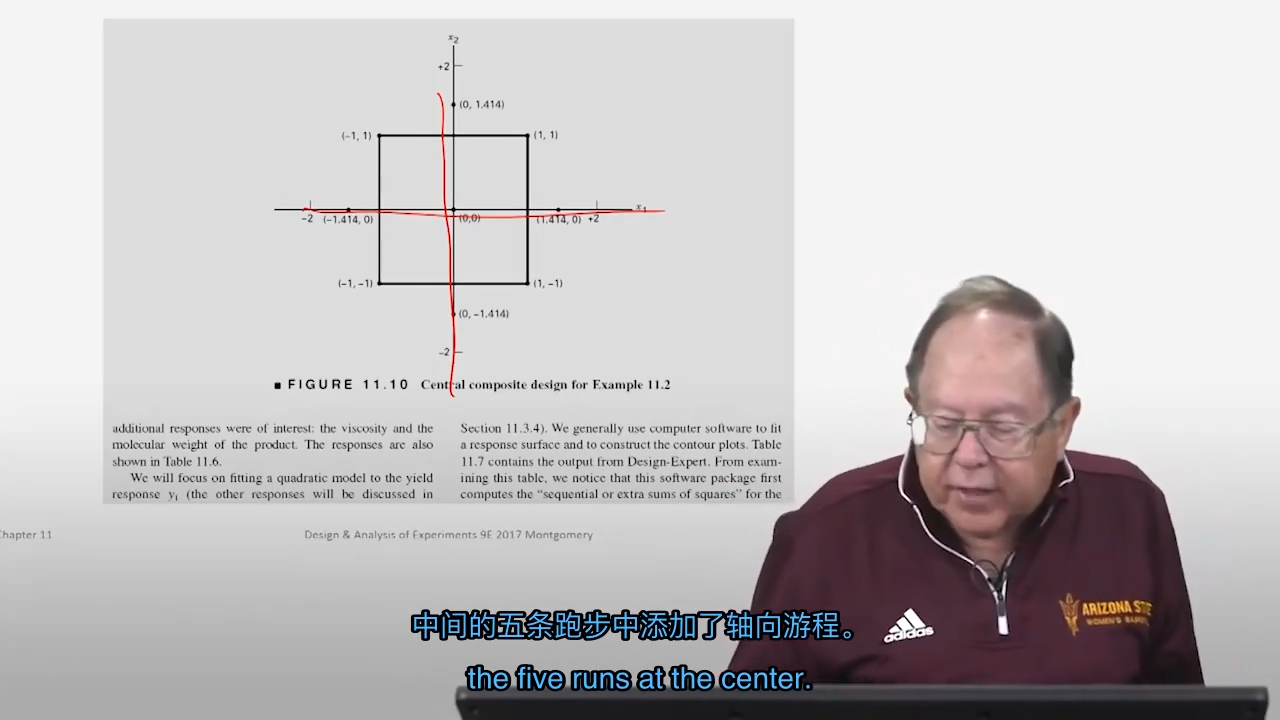 x2
+2
(0, 1.414)
(−1, 1)
(1, 1)
x1
−2 (−1.414, 0)
(0,0)
(1.414, 0) +2
(−1, −1)
(1, −1)
(0, −1.414)
−2
■ FIGURE 11.10 Central composite design for Example 11.2
additional responses were of interest: the viscosity and the
molecular weight of the product. The responses are also
shown in Table 11.6.
We will focus on fitting a quadratic model to the yield
response y1 (the other responses will be discussed in
Section 11.3.4). We generally use computer software to fit
a response surface and to construct the contour plots. Table
11.7 contains the output from Design-Expert. From exam-
ining this table, we notice that this software package first
computes the “sequential or extra sums of squares” for the
Chapter 11
Design & Analysis of Experiments 9E 2017 Montgomery
adidas
ARIZONA STATE
WOMEN'S
中间的五条跑步中添加了轴向游程。
the five runs at the center.